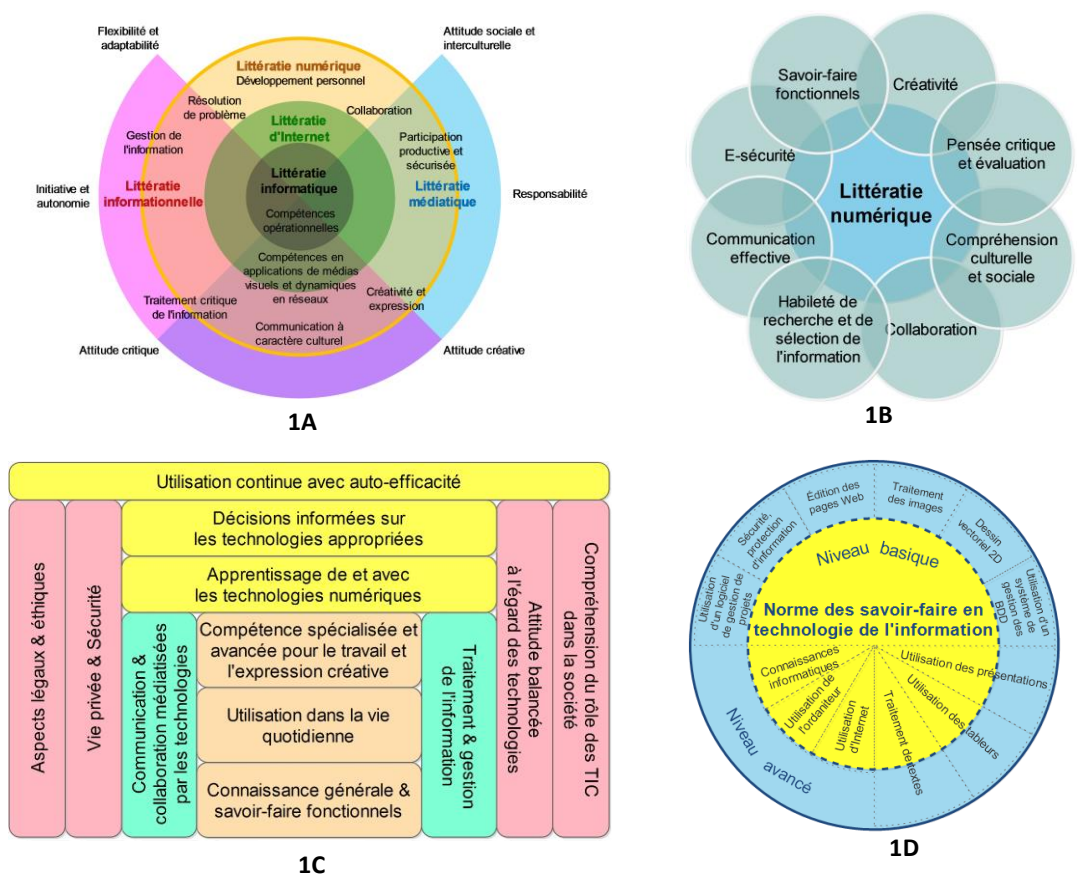 Flexibilité et
adaptabilité
Attitude sociale et
interculturelle
Littératie numérique
Développement personnel
Résolution
de problème
Collaboration
Littératie
d'Internet
Gestion de
l'information
Participation
productive et
sécurisée
Littératie
informatique
Initiative et
autonomie
Littératie
informationnelle
Littératie
médiatique
Responsabilité
Compétences
opérationnelles
Compétences en
applications de médias
visuels et dynamiques
en réseaux
Traitement critique
de l'information
Créativité et
expression
Communication à
caractère culturel
Attitude critique
Attitude créative
1A
Savoir-faire
fonctionnels
Créativité
E-sécurité
Pensée critique
et évaluation
Littératie
numérique
Communication
effective
Compréhension
culturelle
et sociale
Habileté de
recherche et de
sélection de
l'information
Collaboration
1B
Utilisation continue avec auto-efficacité
Aspects légaux & éthiques
Vie privée & Sécurité
Décisions informées sur
les technologies appropriées
Apprentissage de et avec
les technologies numériques
Communication &
collaboration médiatisées
par les technologies
Compétence spécialisée et
avancée pour le travail et
l'expression créative
Utilisation dans la vie
quotidienne
Connaissance générale &
savoir-faire fonctionnels
Traitement & gestion
de l'information
Attitude balancée
à l'égard des technologies
Compréhension du rôle des TIC
dans la société
1C
Utilisation
d'un logiciel
de gestion de
projets
Sécurité,
protection
d'information
Édition des
pages Web
Traitement
des images
Dessin
vectoriel 2D
Utilisation d'un
système de
gestion des
BDD
Niveau basique
Norme des savoir-faire en
technologie de l'information
Connaissances
informatiques
Utilisation de
l'ordaniteur
Utilisation
d'Internet
Traitement de textes
Utilisation des tableurs
Utilisation des présentations
Niveau avancé
1D